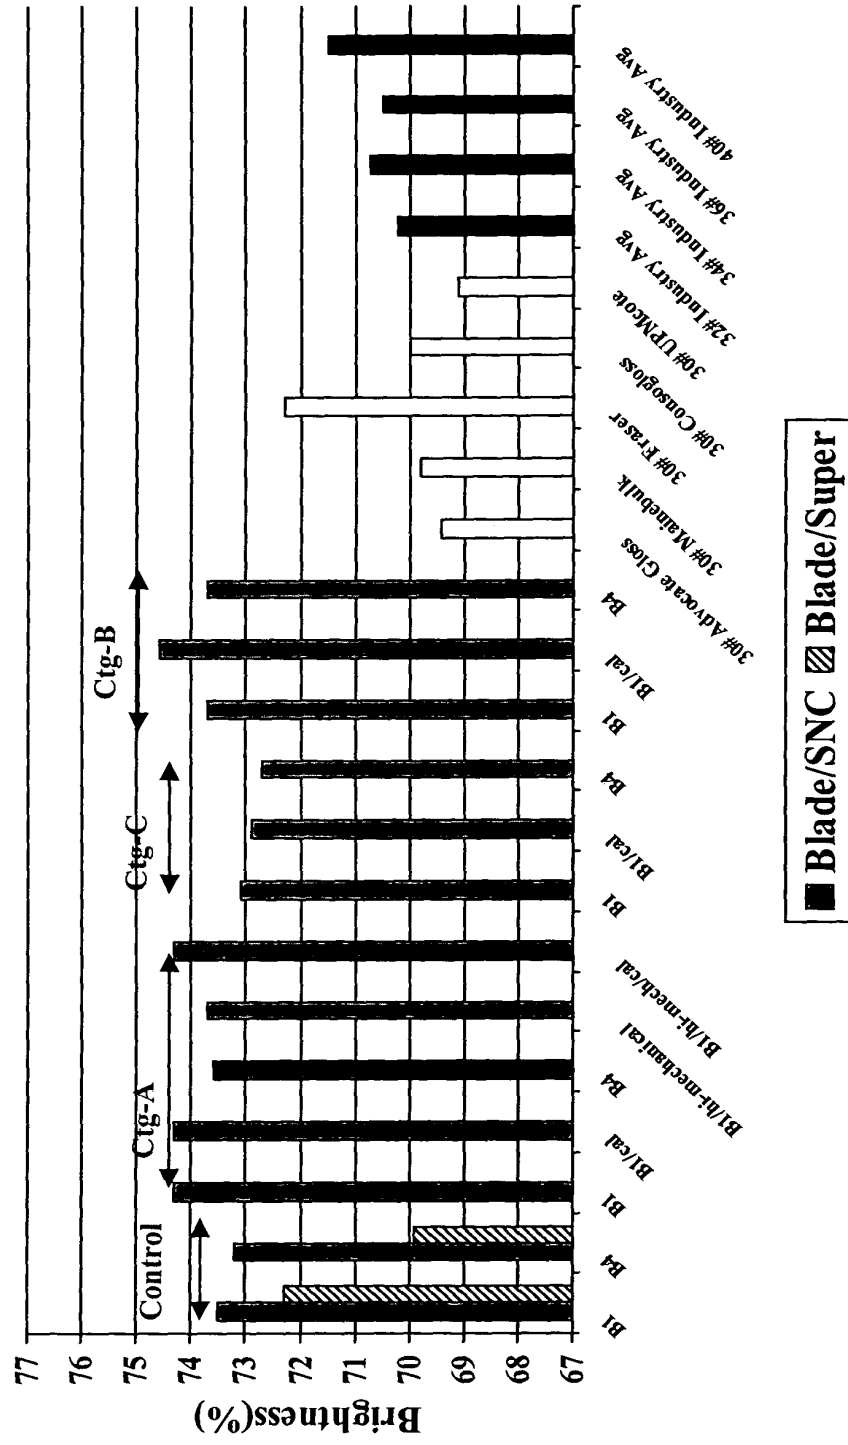 Brightness(%)
77
76
75
74
73
72
71
70
69
68
67
Control
Ctg-A
Ctg-C
Ctg-B
B1
B4
B1
B1/cal
B4
B1/hi-mechanical
B1/hi-mech/cal
B1
B1/cal
B4
B1
B1/cal
B4
30# Advocate Gloss
30# Mainebulk
30# Fraser
30# Consogloss
30# UPMcote
32# Industry Avg
34# Industry Avg
36# Industry Avg
40# Industry Avg
Blade/SNC Blade/Super